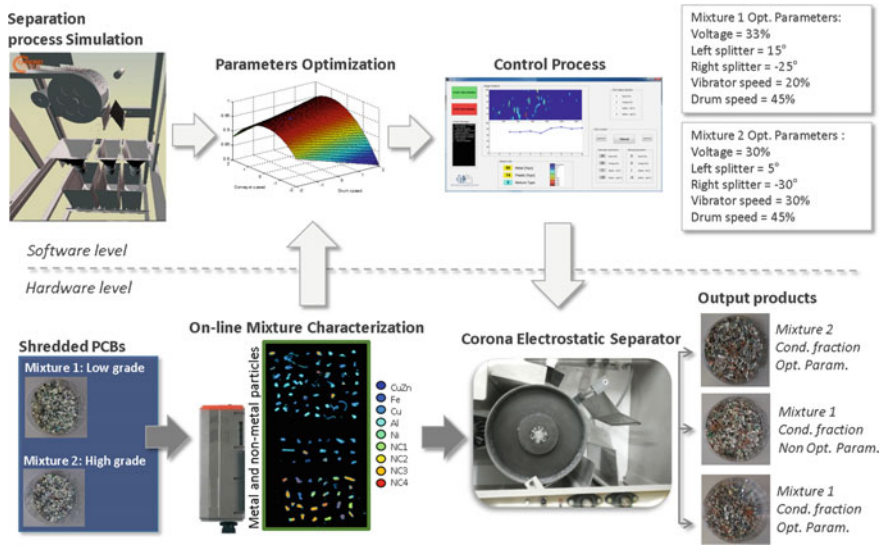 Separation
process Simulation
Parameters Optimization
Control Process
Mixture 1 Opt. Parameters:
Voltage = 33%
Left splitter = 15°
Right splitter = -25°
Vibrator speed = 20%
Drum speed = 45%
Mixture 2 Opt. Parameters :
Voltage = 30%
Left splitter = 5°
Right splitter = -30°
Vibrator speed = 30%
Drum speed = 45%
Drum speed
Software level
Hardware level
Shredded PCBs
Mixture 1: Low grade
Mixture 2: High grade
On-line Mixture Characterization
Metal and non-metal particles
CuZn
Fe
Cu
Al
Ni
NC1
NC2
NC3
NC4
Corona Electrostatic Separator
Output products
Mixture 2
Cond. fraction
Opt. Param.
Mixture 1
Cond. fraction
Non Opt. Param.
Mixture 1
Cond. fraction
Opt. Param.